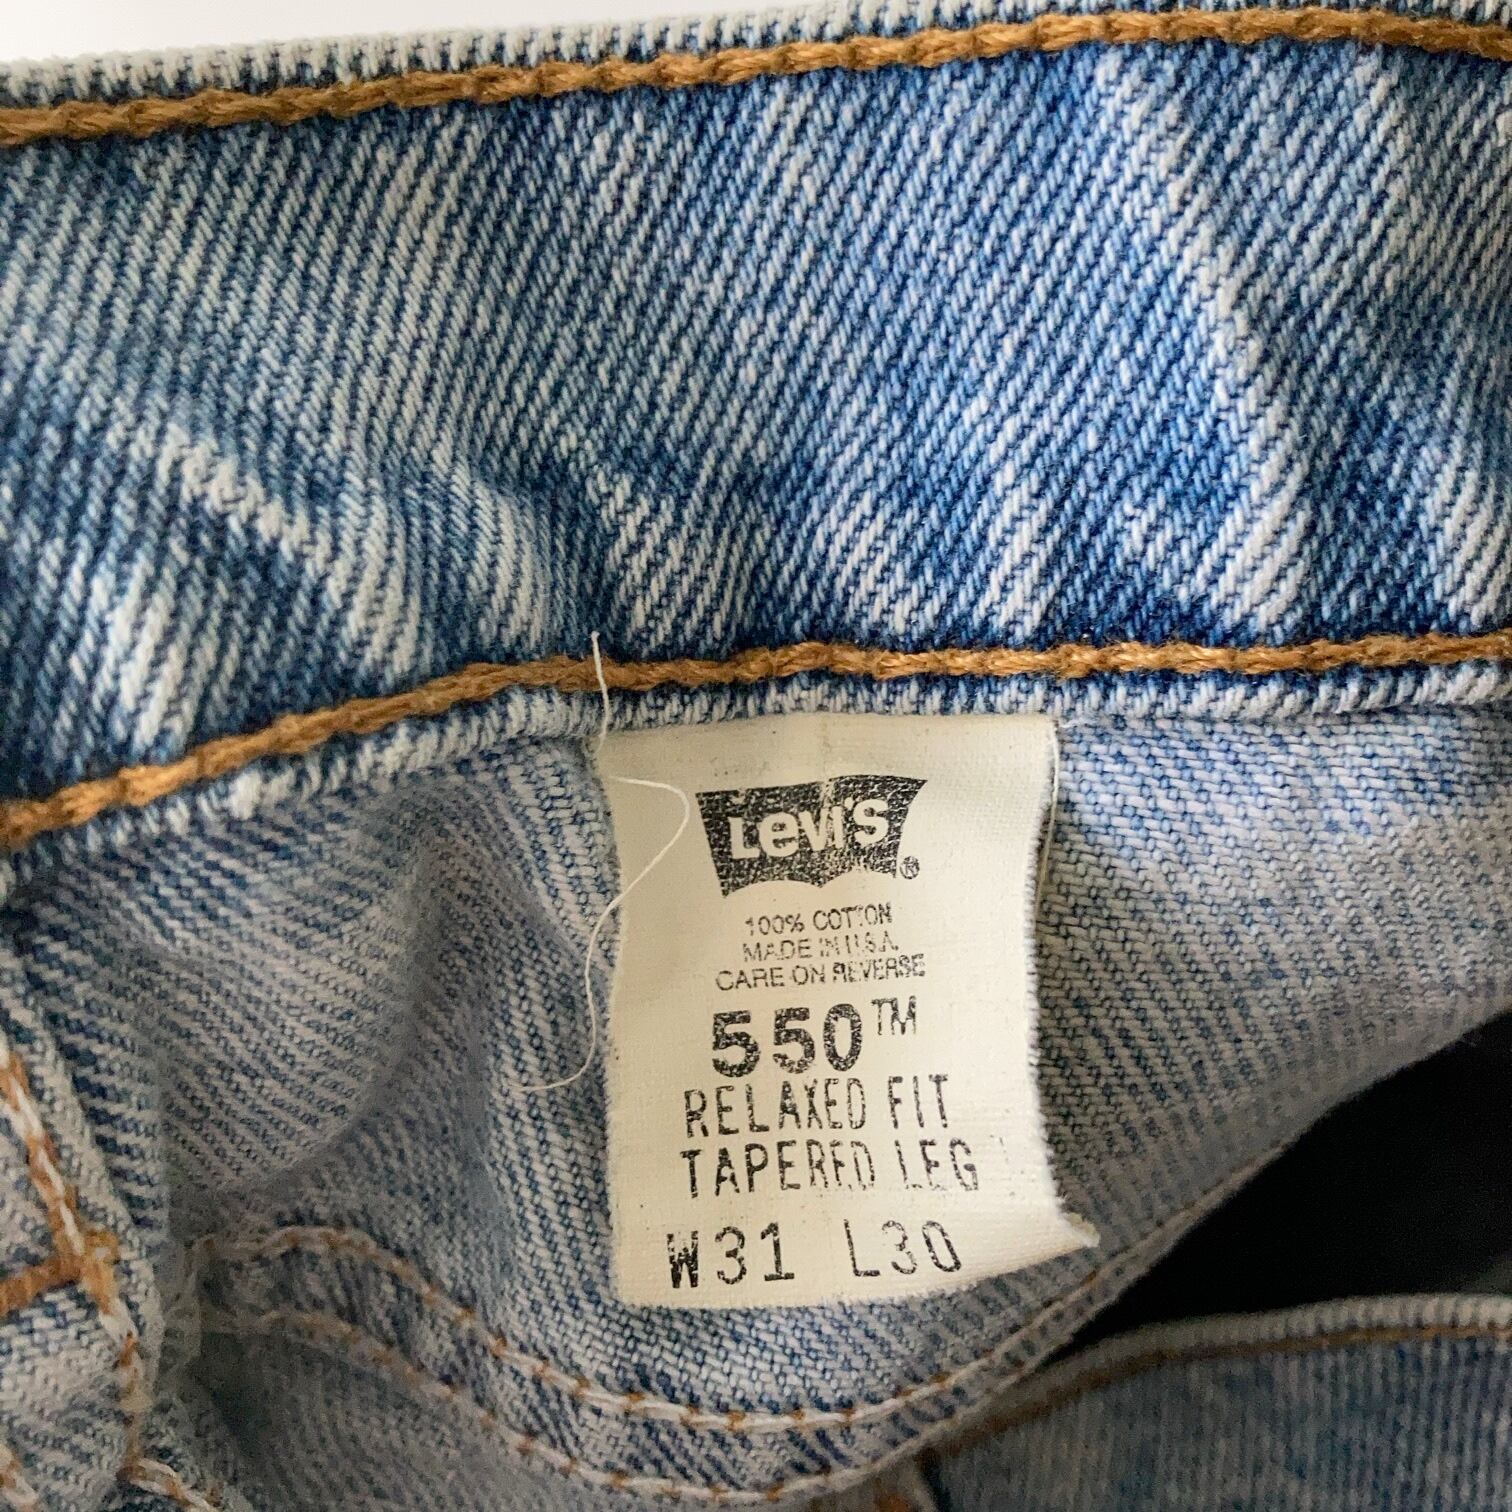 Levi's®
100% COTTON
MADE IN U.S.A.
CARE ON REVERSE
550™
RELAXED FIT
TAPERED LEG
W31 L30